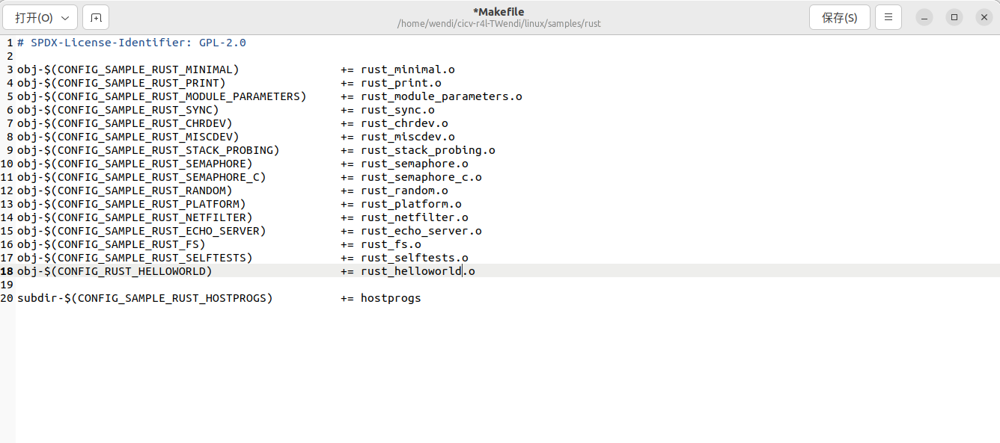 打开(O)
*Makefile
/home/wendi/cicv-r4l-TWendi/linux/samples/rust
保存(S)
1 # SPDX-License-Identifier: GPL-2.0
2
3 obj-$(CONFIG_SAMPLE_RUST_MINIMAL) += rust_minimal.o
4 obj-$(CONFIG_SAMPLE_RUST_PRINT) += rust_print.o
5 obj-$(CONFIG_SAMPLE_RUST_MODULE_PARAMETERS) += rust_module_parameters.o
6 obj-$(CONFIG_SAMPLE_RUST_SYNC) += rust_sync.o
7 obj-$(CONFIG_SAMPLE_RUST_CHRDEV) += rust_chrdev.o
8 obj-$(CONFIG_SAMPLE_RUST_MISCDEV) += rust_miscdev.o
9 obj-$(CONFIG_SAMPLE_RUST_STACK_PROBING) += rust_stack_probing.o
10 obj-$(CONFIG_SAMPLE_RUST_SEMAPHORE) += rust_semaphore.o
11 obj-$(CONFIG_SAMPLE_RUST_SEMAPHORE_C) += rust_semaphore_c.o
12 obj-$(CONFIG_SAMPLE_RUST_RANDOM) += rust_random.o
13 obj-$(CONFIG_SAMPLE_RUST_PLATFORM) += rust_platform.o
14 obj-$(CONFIG_SAMPLE_RUST_NETFILTER) += rust_netfilter.o
15 obj-$(CONFIG_SAMPLE_RUST_ECHO_SERVER) += rust_echo_server.o
16 obj-$(CONFIG_SAMPLE_RUST_FS) += rust_fs.o
17 obj-$(CONFIG_SAMPLE_RUST_SELFTESTS) += rust_selftests.o
18 obj-$(CONFIG_RUST_HELLOWORLD) += rust_helloworld.o
19
20 subdir-$(CONFIG_SAMPLE_RUST_HOSTPROGS) += hostprogs